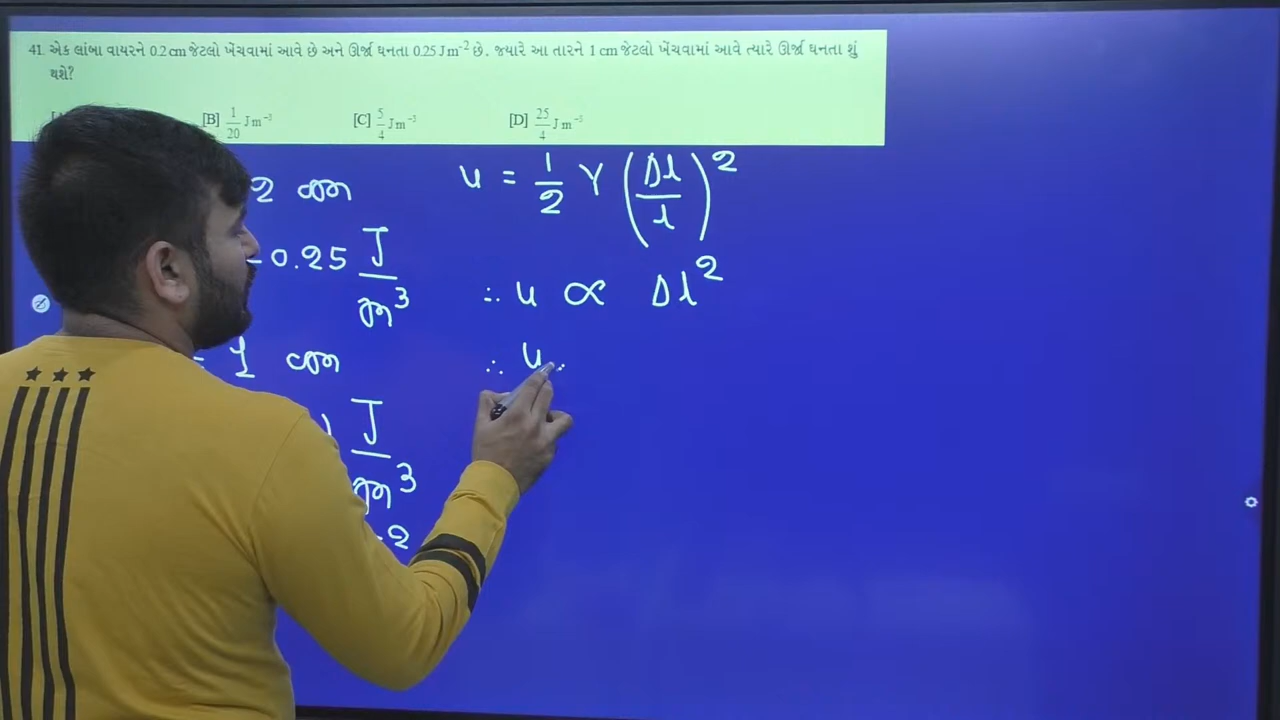 41. એક લાંબા વાયરને 0.2 cm જેટલો ખેંચવામાં આવે છે અને ઊર્જા ઘનતા 0.25 J m⁻² છે. જ્યારે આ તારને 1 cm જેટલો ખેંચવામાં આવે ત્યારે ઊર્જા ઘનતા શું
થશે?
[B] 1/20 J m⁻³ [C] 5/4 J m⁻³ [D] 25/4 J m⁻³
2 cm
0.25 J/m³
= 1 cm
J/m³
2
u = 1/2 Y (Δl/l)²
∴ u ∝ Δl²
∴ u